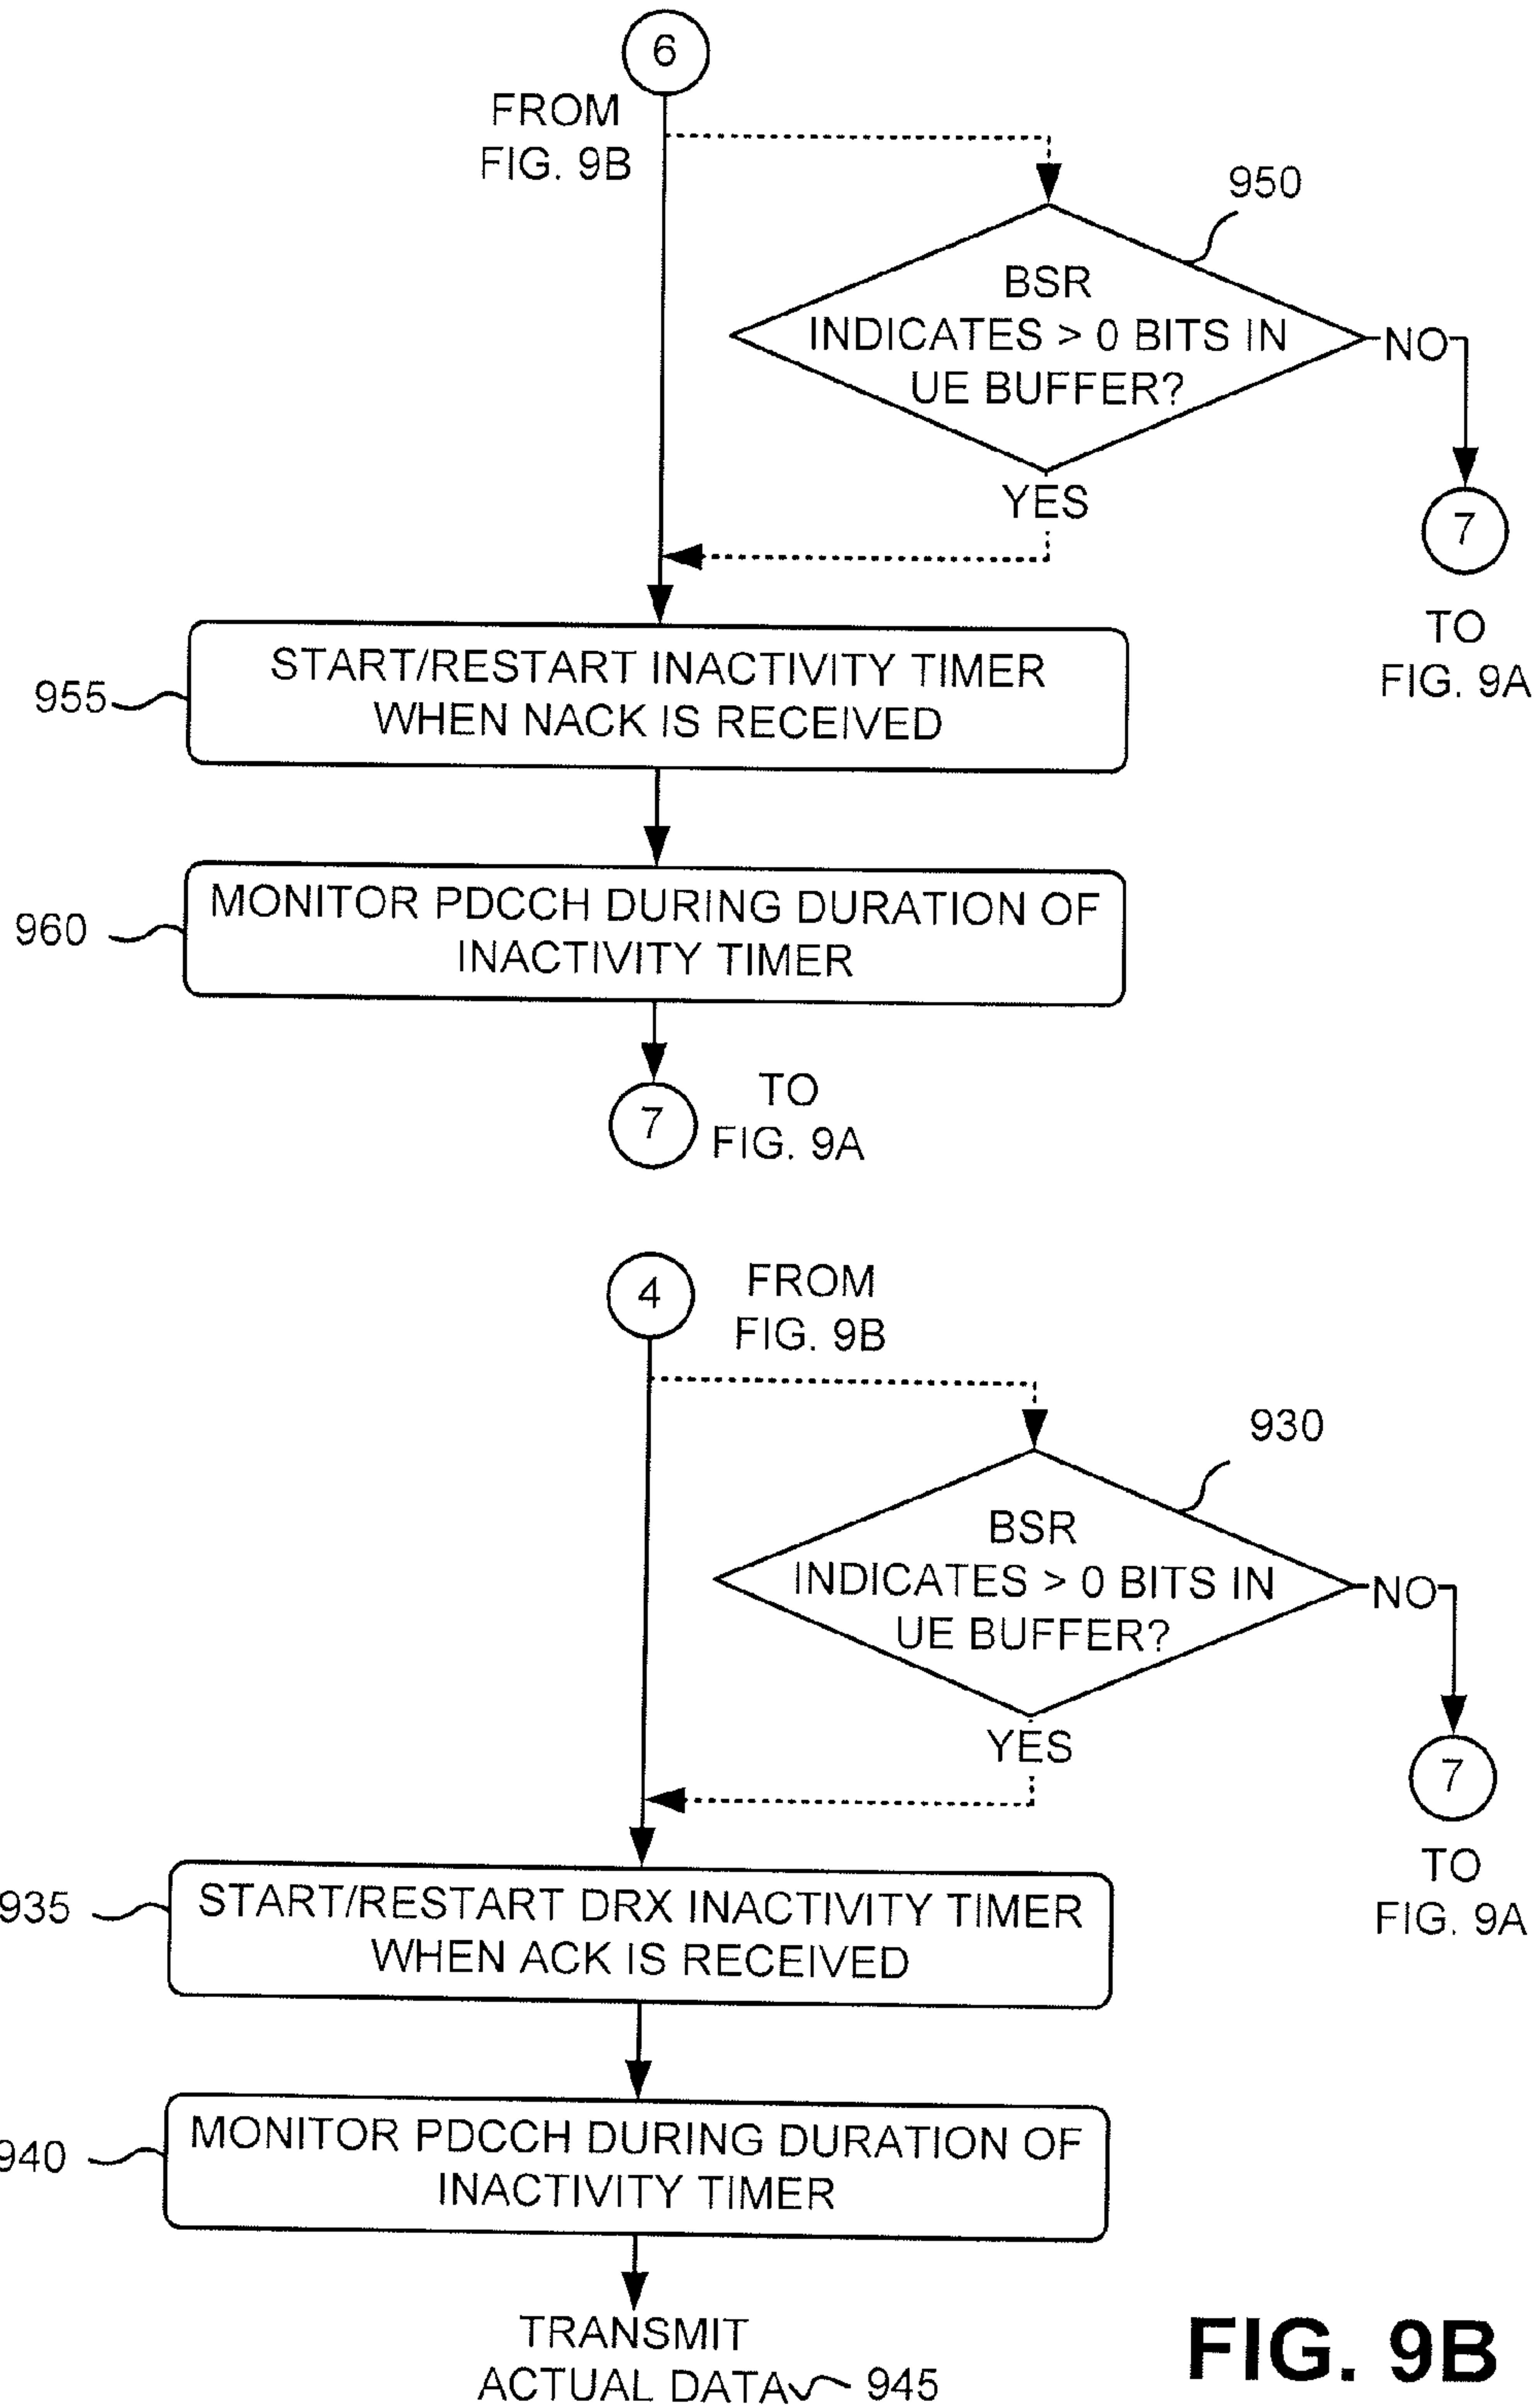 6
FROM
FIG. 9B
950
BSR
INDICATES > 0 BITS IN
UE BUFFER?
NO
YES
7
TO
FIG. 9A
955
START/RESTART INACTIVITY TIMER
WHEN NACK IS RECEIVED
960
MONITOR PDCCH DURING DURATION OF
INACTIVITY TIMER
7
TO
FIG. 9A
4
FROM
FIG. 9B
930
BSR
INDICATES > 0 BITS IN
UE BUFFER?
NO
YES
7
TO
FIG. 9A
935
START/RESTART DRX INACTIVITY TIMER
WHEN ACK IS RECEIVED
940
MONITOR PDCCH DURING DURATION OF
INACTIVITY TIMER
TRANSMIT
ACTUAL DATA
945
FIG. 9B